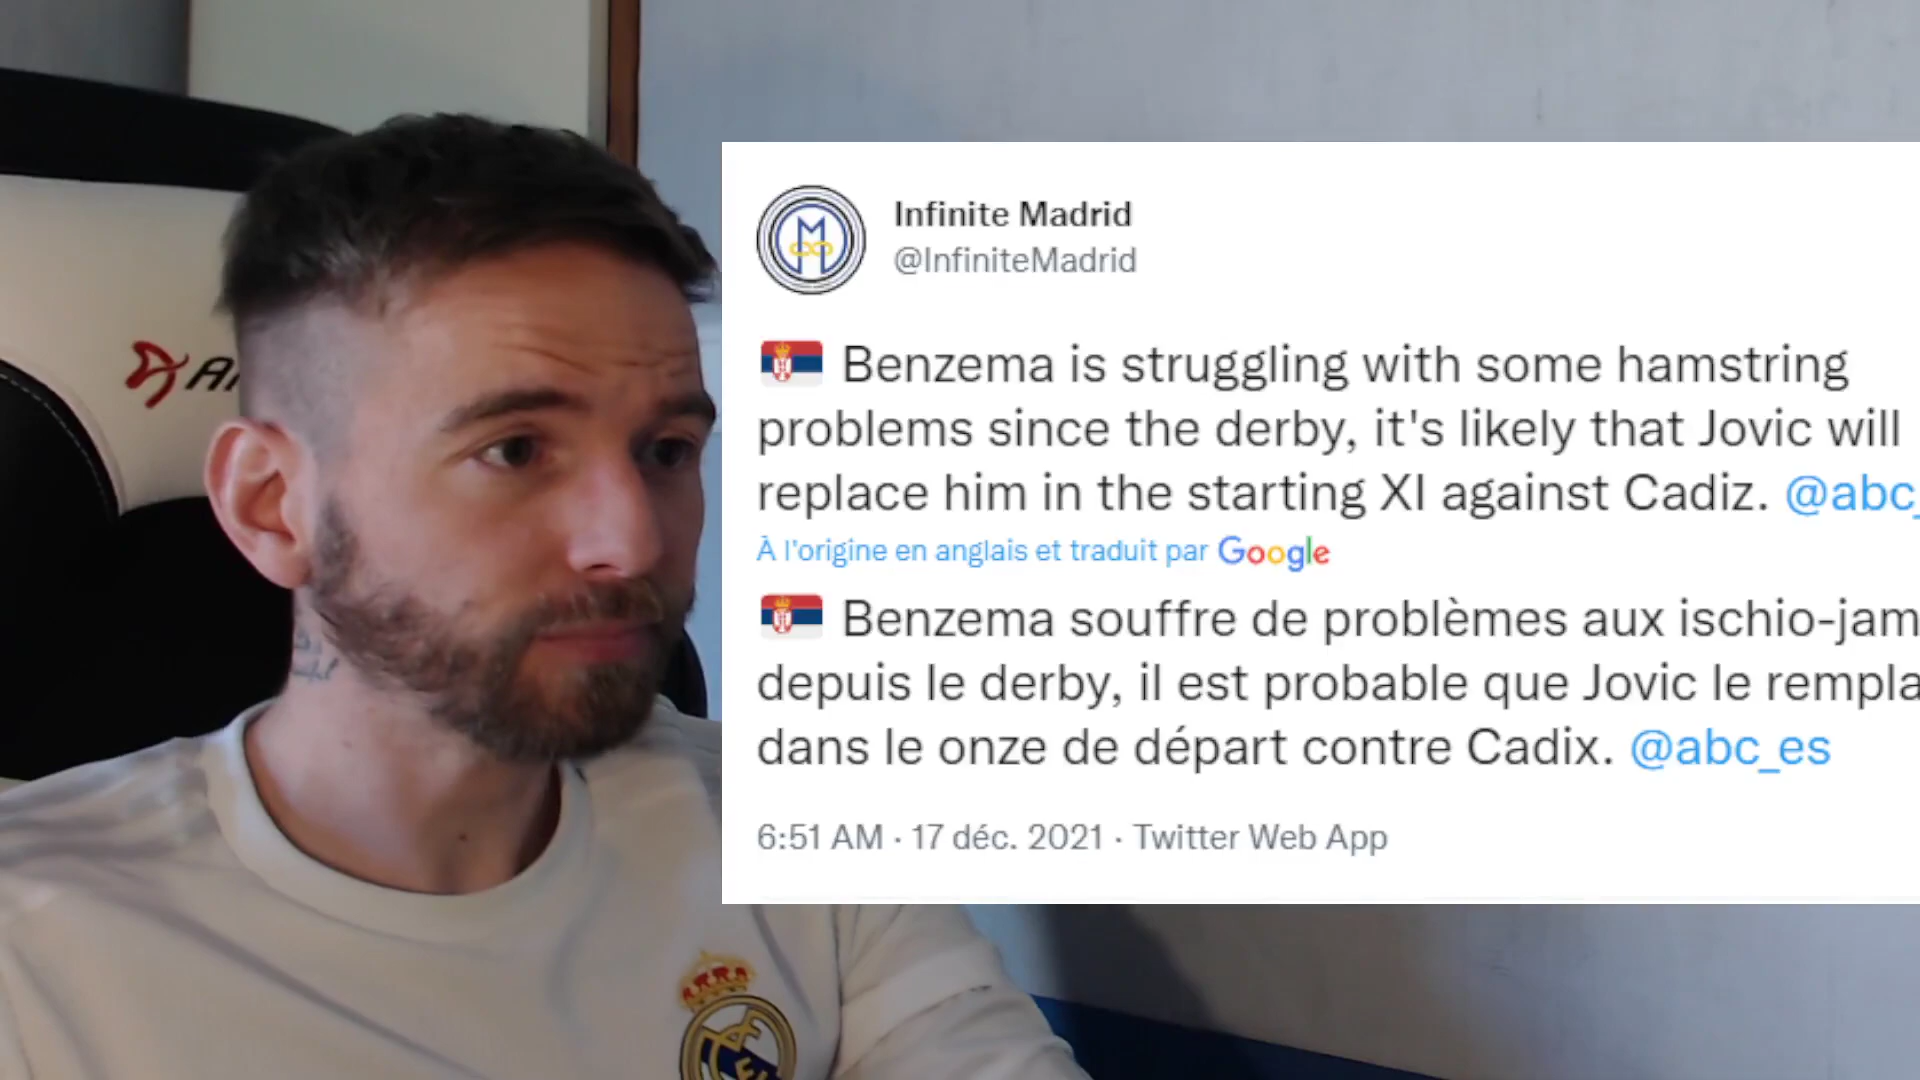 Infinite Madrid
@InfiniteMadrid
Benzema is struggling with some hamstring
problems since the derby, it's likely that Jovic will
replace him in the starting XI against Cadiz. @abc_
À l'origine en anglais et traduit par Google
Benzema souffre de problèmes aux ischio-jam
depuis le derby, il est probable que Jovic le rempla
dans le onze de départ contre Cadix. @abc_es
6:51 AM · 17 déc. 2021 · Twitter Web App